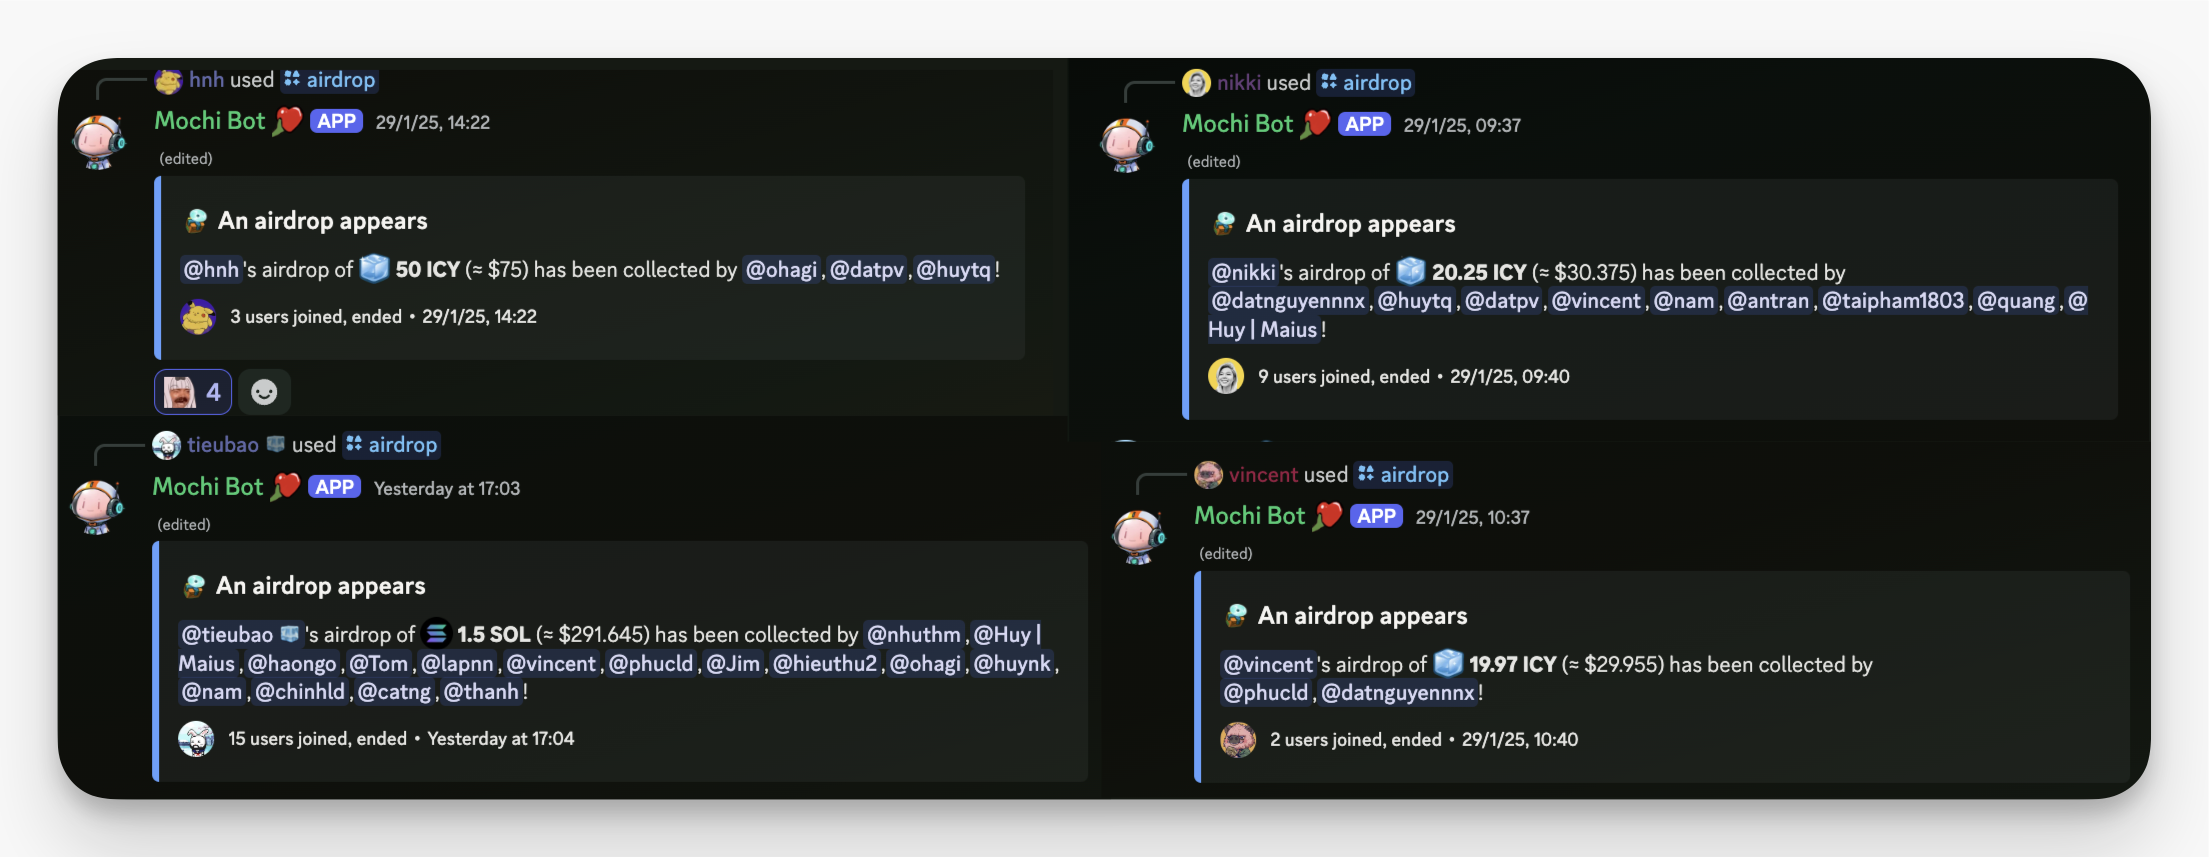 hnh used airdrop
Mochi Bot APP 29/1/25, 14:22
(edited)
An airdrop appears
@hnh's airdrop of 50 ICY (≈ $75) has been collected by @ohagi, @datpv, @huytq!
3 users joined, ended • 29/1/25, 14:22
4
nikki used airdrop
Mochi Bot APP 29/1/25, 09:37
(edited)
An airdrop appears
@nikki's airdrop of 20.25 ICY (≈ $30.375) has been collected by
@datnguyennnx, @huytq, @datpv, @vincent, @nam, @antran, @taipham1803, @quang, @
Huy | Maius!
9 users joined, ended • 29/1/25, 09:40
tieubao used airdrop
Mochi Bot APP Yesterday at 17:03
(edited)
An airdrop appears
@tieubao 's airdrop of 1.5 SOL (≈ $291.645) has been collected by @nhuthm, @Huy |
Maius, @haongo, @Tom, @lapnn, @vincent, @phucld, @Jim, @hieuthu2, @ohagi, @huynk,
@nam, @chinhld, @catng, @thanh!
15 users joined, ended • Yesterday at 17:04
vincent used airdrop
Mochi Bot APP 29/1/25, 10:37
(edited)
An airdrop appears
@vincent's airdrop of 19.97 ICY (≈ $29.955) has been collected by
@phucld, @datnguyennnx!
2 users joined, ended • 29/1/25, 10:40